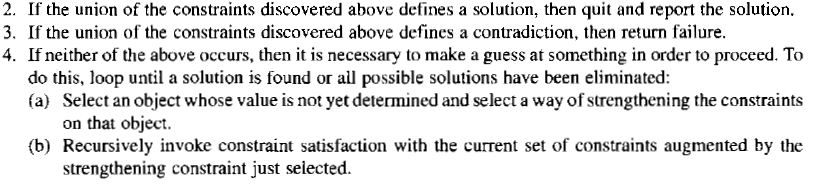 2. If the union of the constraints discovered above defines a solution, then quit and report the solution.
3. If the union of the constraints discovered above defines a contradiction, then return failure.
4. If neither of the above occurs, then it is necessary to make a guess at something in order to proceed. To
do this, loop until a solution is found or all possible solutions have been eliminated:
(a) Select an object whose value is not yet determined and select a way of strengthening the constraints
on that object.
(b) Recursively invoke constraint satisfaction with the current set of constraints augmented by the
strengthening constraint just selected.